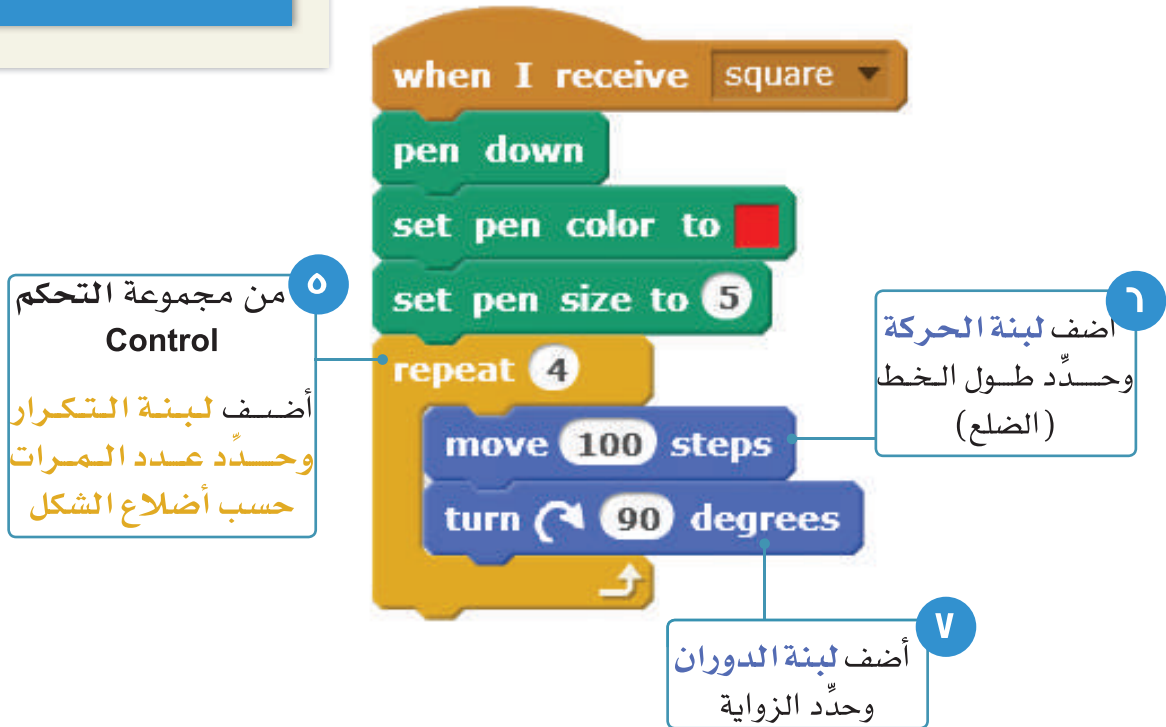 when I receive square
pen down
set pen color to
set pen size to 5
repeat 4
move 100 steps
turn 90 degrees
٥
من مجموعة التحكم
Control
أضف لبنة التكرار
وحدِّد عدد المرات
حسب أضلاع الشكل
٦
أضف لبنة الحركة
وحدِّد طول الخط
(الضلع)
٧
أضف لبنة الدوران
وحدِّد الزواية